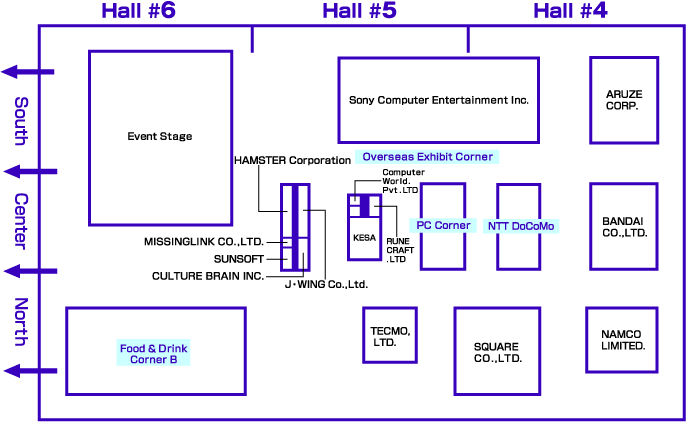 Hall #6
Hall #5
Hall #4
South
Center
North
Event Stage
Sony Computer Entertainment Inc.
ARUZE
CORP.
HAMSTER Corporation
Overseas Exhibit Corner
Computer
World.
Pvt.LTD
MISSINGLINK CO.,LTD.
SUNSOFT
CULTURE BRAIN INC.
J・WING Co.,Ltd.
KESA
RUNE
CRAFT
.LTD
PC Corner
NTT DoCoMo
BANDAI
CO.,LTD.
Food & Drink
Corner B
TECMO,
LTD.
SQUARE
CO.,LTD.
NAMCO
LIMITED.